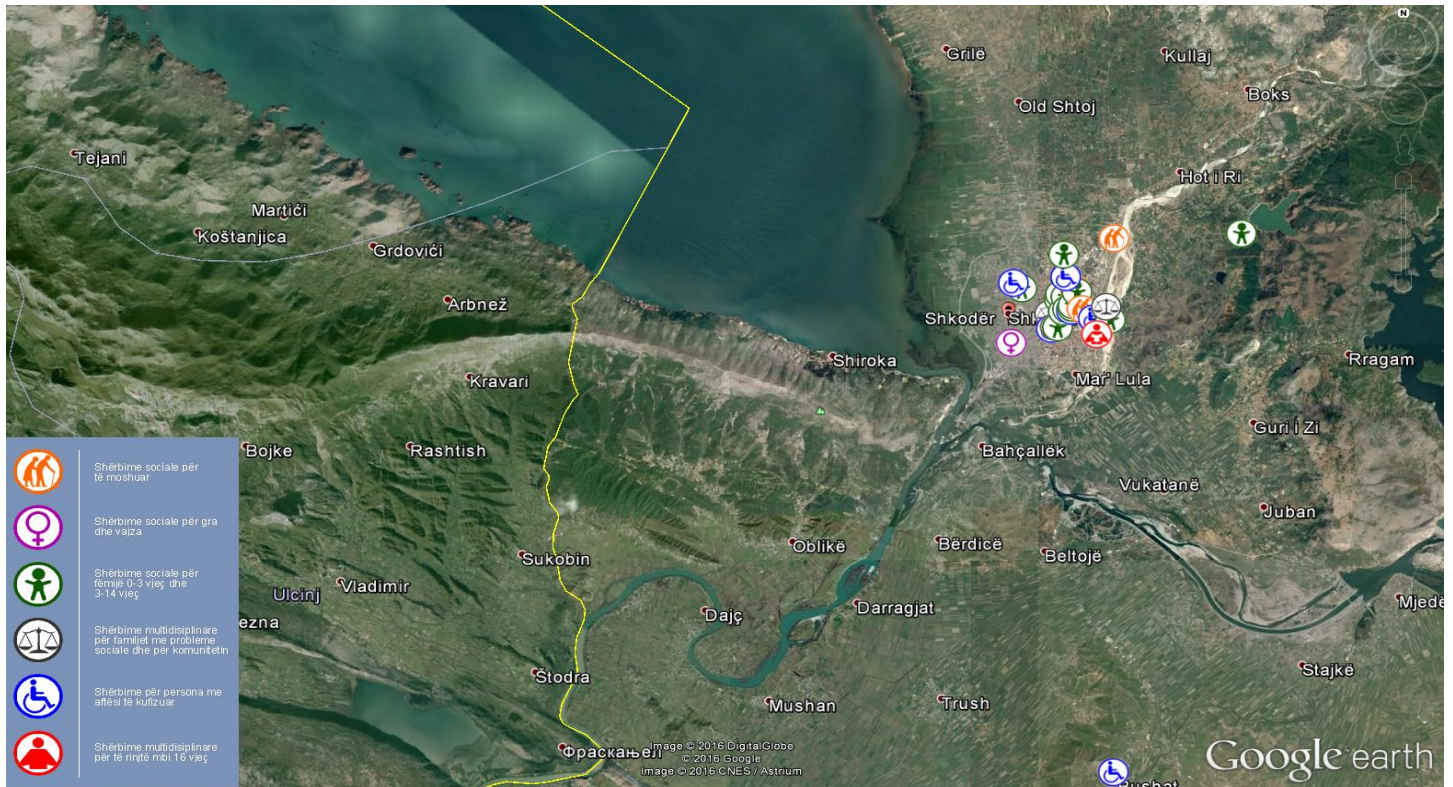 N
Grilë
Kullaj
Boks
Old Shtoj
Tejani
Hot i Ri
Martići
Koštanjica
Grdovići
Arbnež
Shkodër
Shiroka
Rragam
Kravari
Mar' Lula
Guri i Zi
Bojke
Rashtish
Bahçallëk
Vukatanë
Juban
Oblikë
Bërdicë
Beltojë
Sukobin
Vladimir
Ulcinj
ezna
Dajç
Darragjat
Mjedë
Štodra
Stajkë
Mushan
Trush
Фраскањел
Shërbime sociale për
të moshuar
Shërbime sociale për gra
dhe vajza
Shërbime sociale për
fëmijë 0-3 vjeç dhe
3-14 vjeç
Shërbime multidisiplinare
për familjet me probleme
sociale dhe për komunitetin
Shërbime për persona me
aftësi të kufizuar
Shërbime multidisiplinare
për të rinjtë mbi 16 vjeç
Image © 2016 DigitalGlobe
© 2016 Google
Image © 2016 CNES / Astrium
Google earth